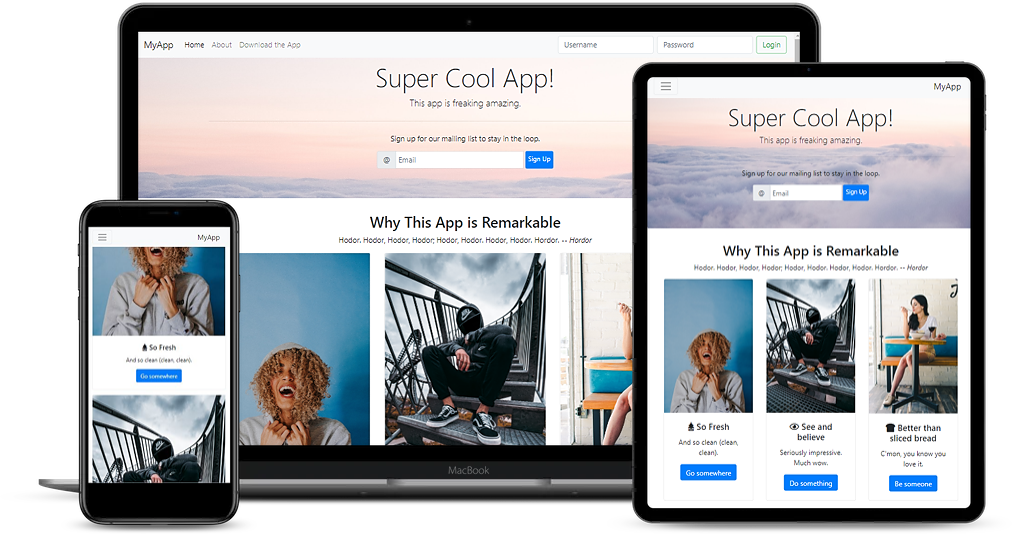 MyApp Home About Download the App Username Password Login
Super Cool App!
This app is freaking amazing.
Sign up for our mailing list to stay in the loop.
@ Email Sign Up
Why This App is Remarkable
Hodor. Hodor, Hodor, Hodor; Hodor, Hodor. Hodor, Hodor. Hordor. -- Hordor
MacBook
MyApp
So Fresh
And so clean (clean, clean).
Go somewhere
MyApp
Super Cool App!
This app is freaking amazing.
Sign up for our mailing list to stay in the loop.
@ Email Sign Up
Why This App is Remarkable
Hodor. Hodor, Hodor, Hodor; Hodor, Hodor. Hodor, Hodor. Hordor. -- Hordor
So Fresh
And so clean (clean,
clean).
Go somewhere
See and
believe
Seriously impressive.
Much wow.
Do something
Better than
sliced bread
C'mon, you know you
love it.
Be someone